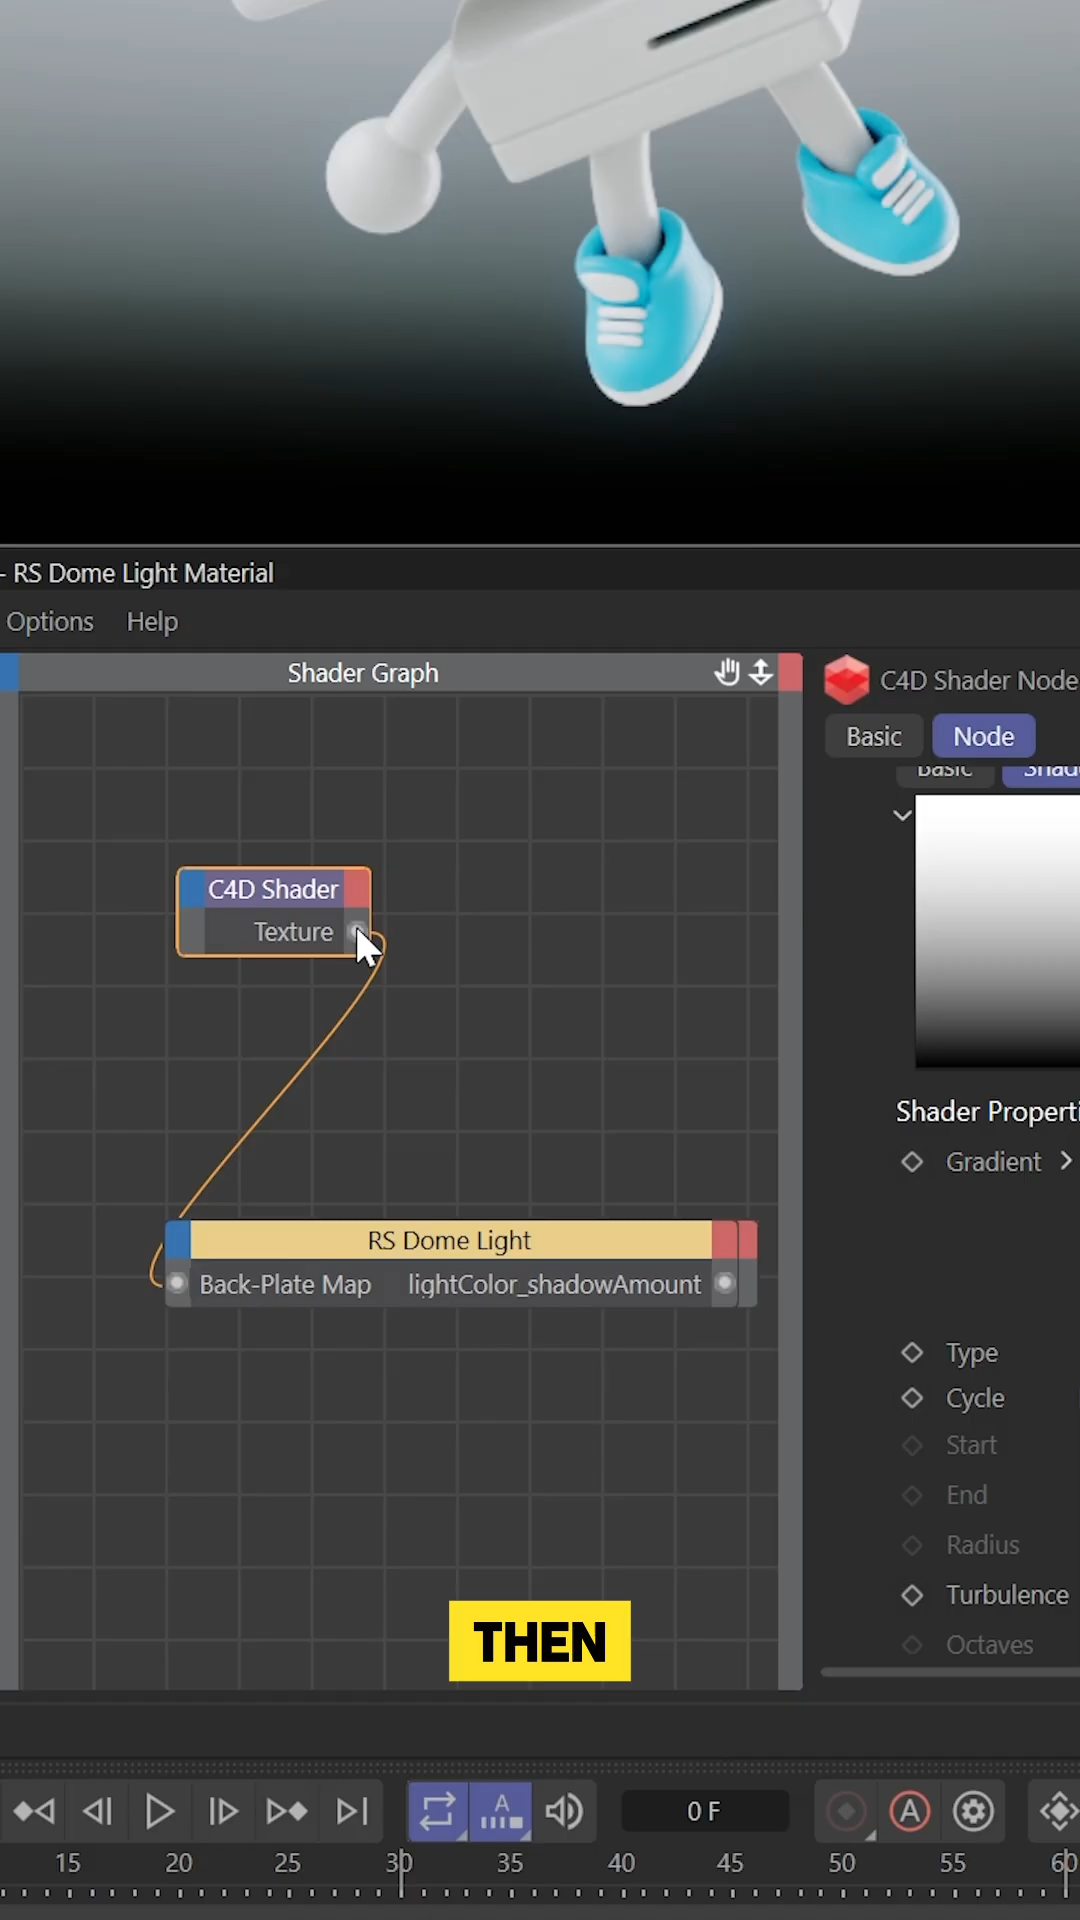 - RS Dome Light Material
Options Help
Shader Graph
C4D Shader Node
Basic Node
Basic Shad
C4D Shader
Texture
Shader Properti
Gradient
RS Dome Light
Back-Plate Map lightColor_shadowAmount
Type
Cycle
Start
End
Radius
Turbulence
Octaves
THEN
A
0 F
A
15 20 25 30 35 40 45 50 55 60